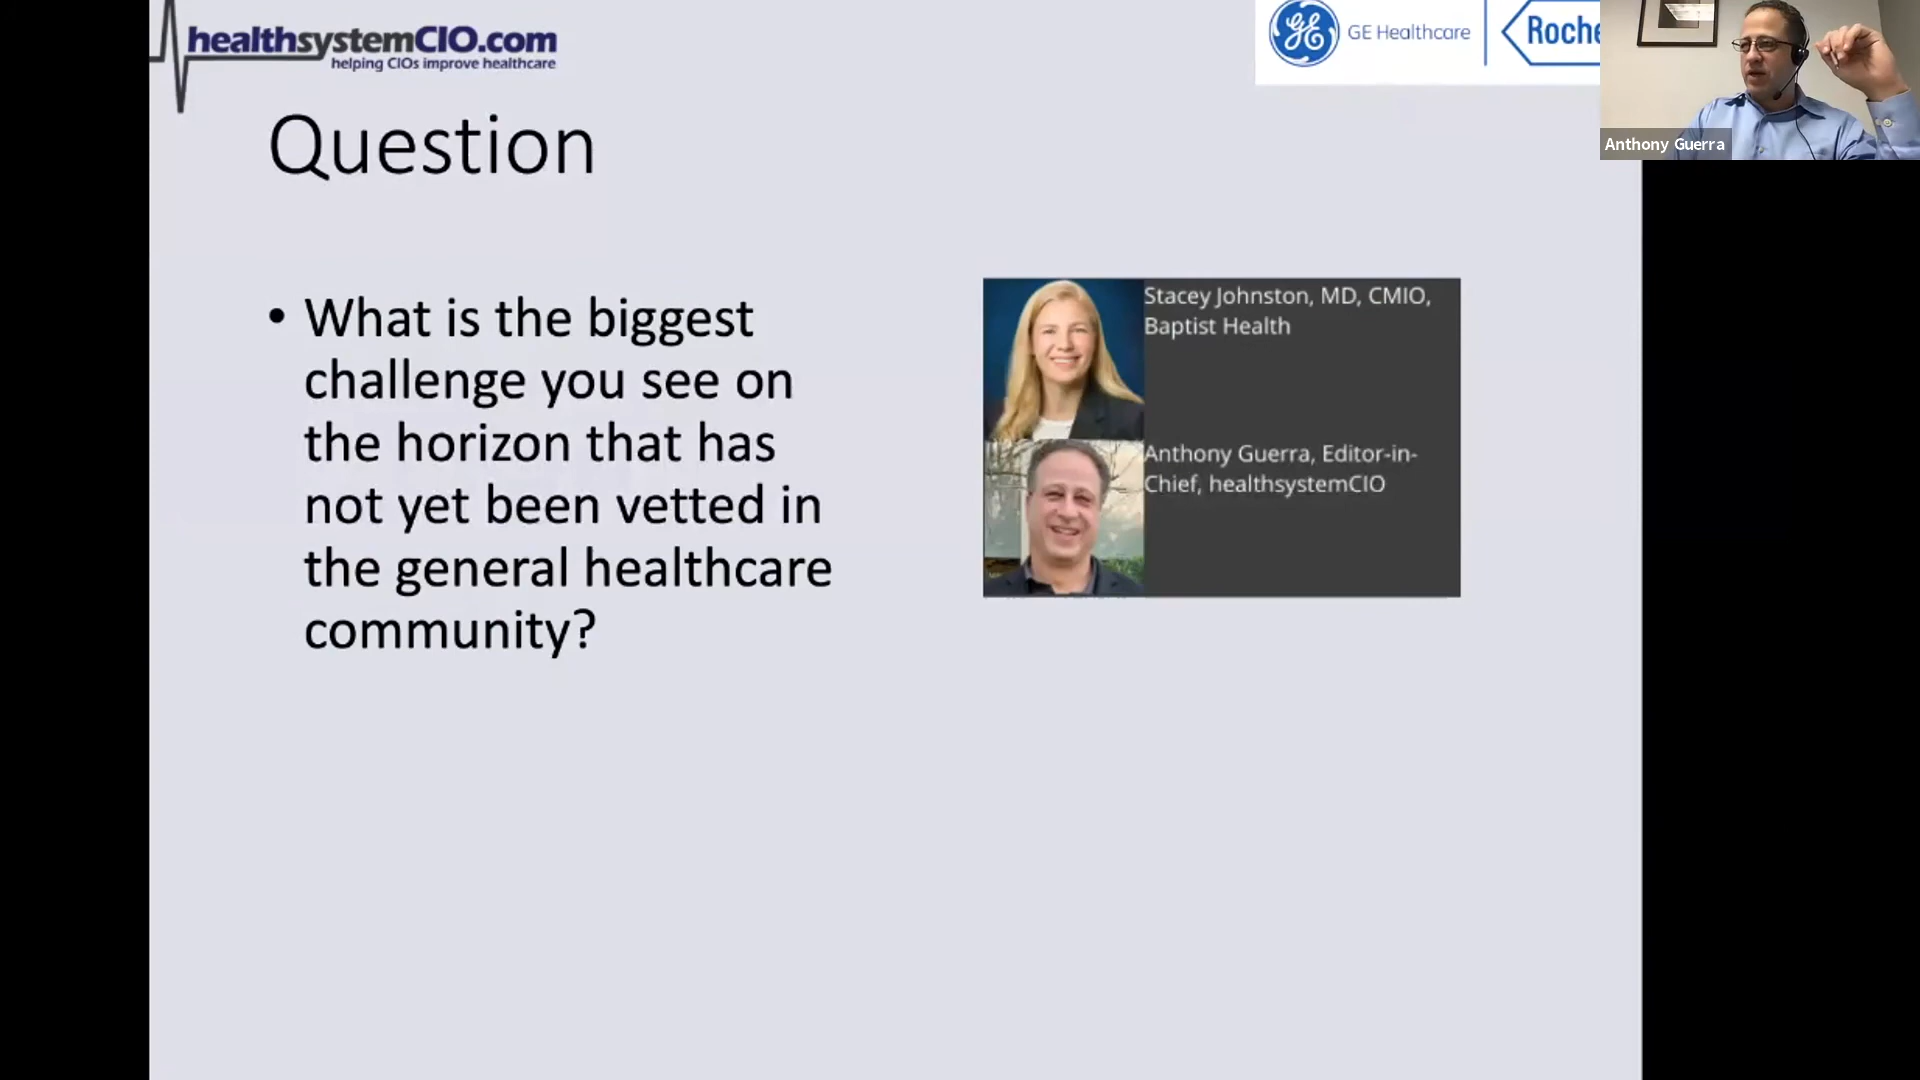 healthsystemCIO.com
helping CIOs improve healthcare
GE Healthcare
Roche
Anthony Guerra
Question
• What is the biggest
challenge you see on
the horizon that has
not yet been vetted in
the general healthcare
community?
Stacey Johnston, MD, CMIO,
Baptist Health
Anthony Guerra, Editor-in-
Chief, healthsystemCIO